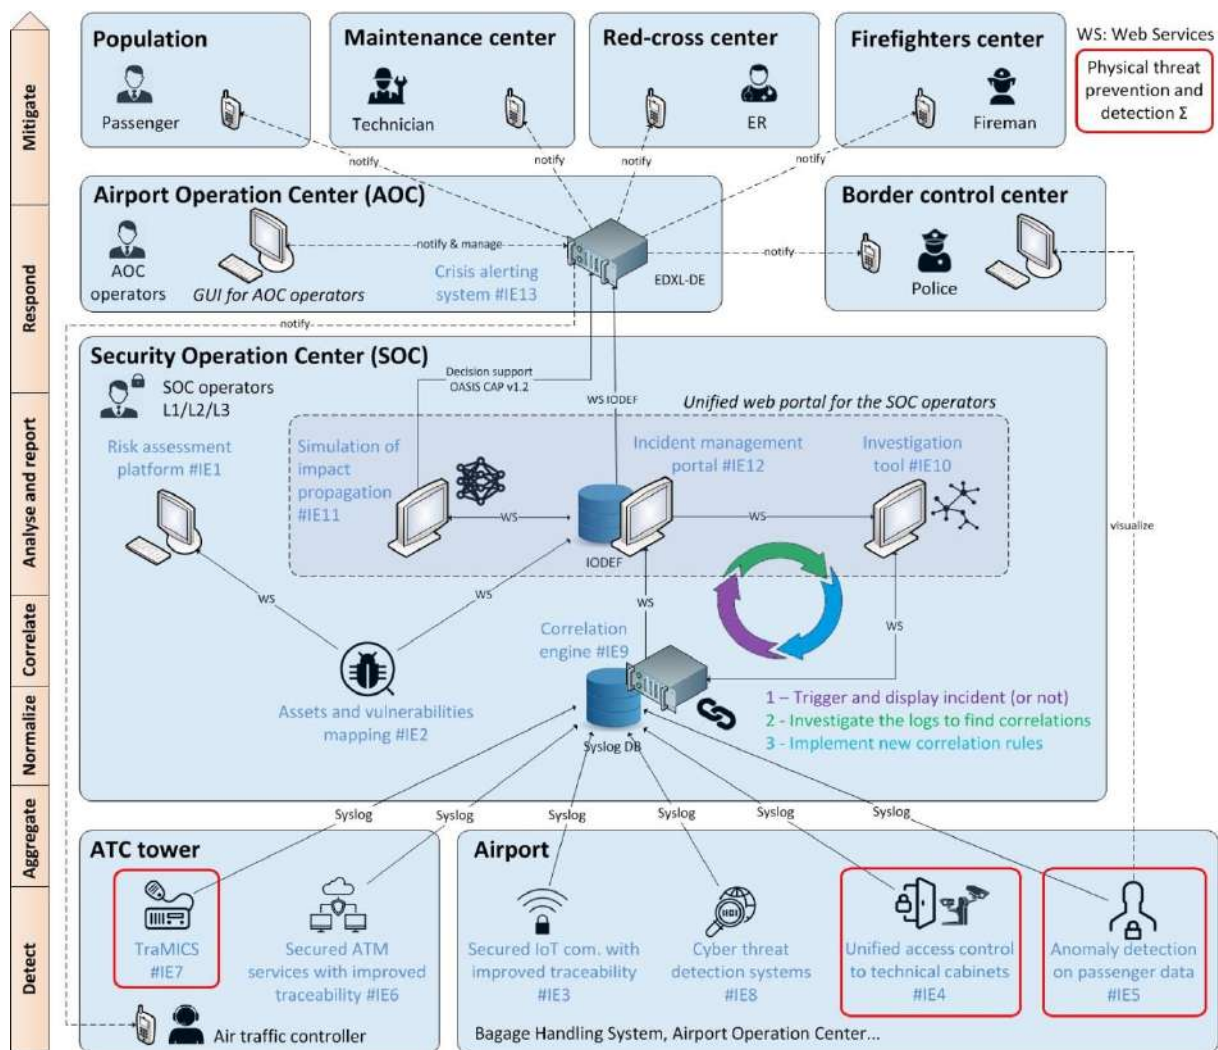 Mitigate
Respond
Analyse and report
Correlate
Normalize
Aggregate
Detect
Population
Passenger
Maintenance center
Technician
Red-cross center
ER
Firefighters center
Fireman
WS: Web Services
Physical threat
prevention and
detection Σ
notify
notify
notify
notify
Airport Operation Center (AOC)
AOC
operators
GUI for AOC operators
notify & manage
Crisis alerting
system #IE13
EDXL-DE
notify
Border control center
Police
notify
Security Operation Center (SOC)
SOC operators
L1/L2/L3
Decision support
OASIS CAP v1.2
WS IODEF
Unified web portal for the SOC operators
Risk assessment
platform #IE1
Simulation of
impact
propagation
#IE11
Incident management
portal #IE12
Investigation
tool #IE10
WS
WS
IODEF
visualize
WS
WS
WS
WS
Correlation
engine #IE9
Assets and vulnerabilities
mapping #IE2
Syslog DB
1 – Trigger and display incident (or not)
2 - Investigate the logs to find correlations
3 - Implement new correlation rules
Syslog
Syslog
Syslog
Syslog
Syslog
Syslog
ATC tower
TraMICS
#IE7
Secured ATM
services with improved
traceability #IE6
Air traffic controller
Airport
Secured IoT com. with
improved traceability
#IE3
Cyber threat
detection systems
#IE8
Unified access control
to technical cabinets
#IE4
Anomaly detection
on passenger data
#IE5
Bagage Handling System, Airport Operation Center...